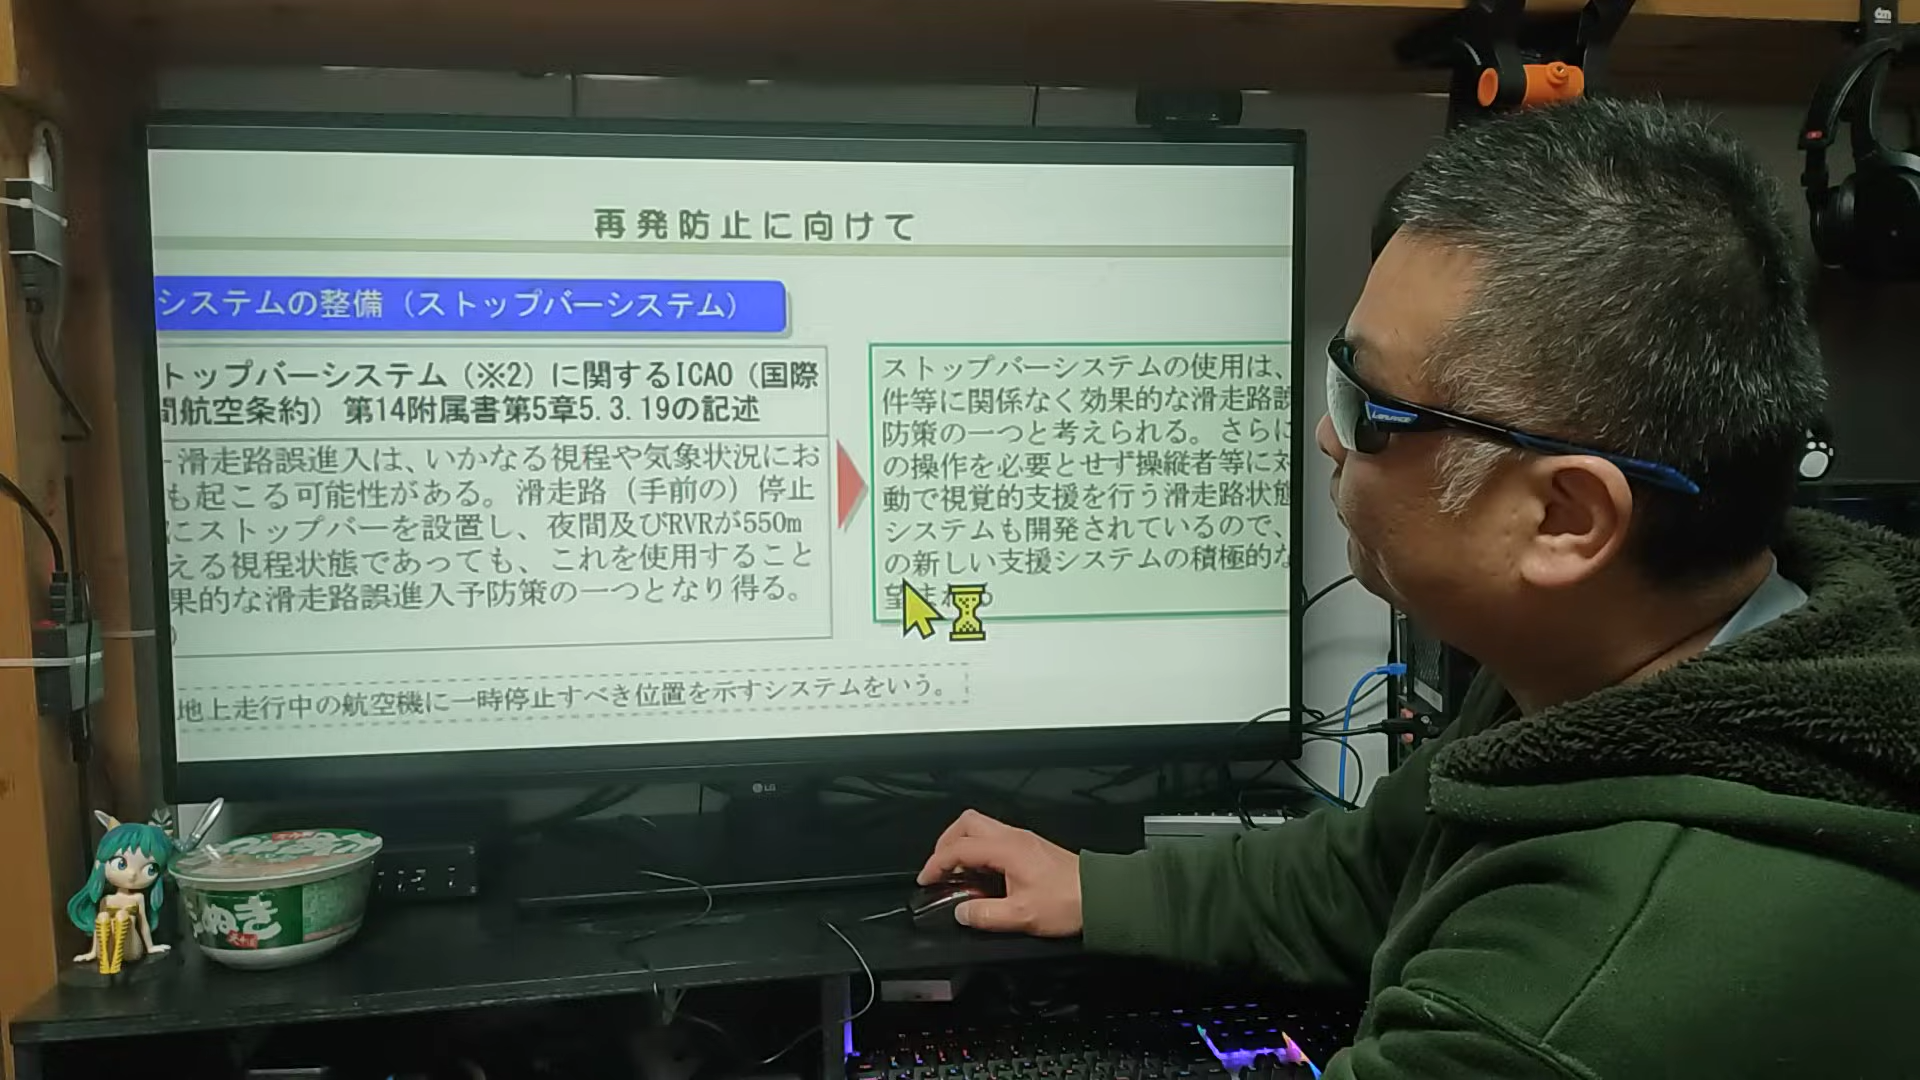 再発防止に向けて
システムの整備（ストップバーシステム）
トップバーシステム（※2）に関するICAO（国際
間航空条約）第14附属書第5章5.3.19の記述
滑走路誤進入は、いかなる視程や気象状況にお
も起こる可能性がある。滑走路（手前の）停止
にストップバーを設置し、夜間及びRVRが550m
える視程状態であっても、これを使用すること
果的な滑走路誤進入予防策の一つとなり得る。
）
ストップバーシステムの使用は、
件等に関係なく効果的な滑走路誤
防策の一つと考えられる。さらに
の操作を必要とせず操縦者等に対
動で視覚的支援を行う滑走路状態
システムも開発されているので、
の新しい支援システムの積極的な
望ま
地上走行中の航空機に一時停止すべき位置を示すシステムをいう。
LG